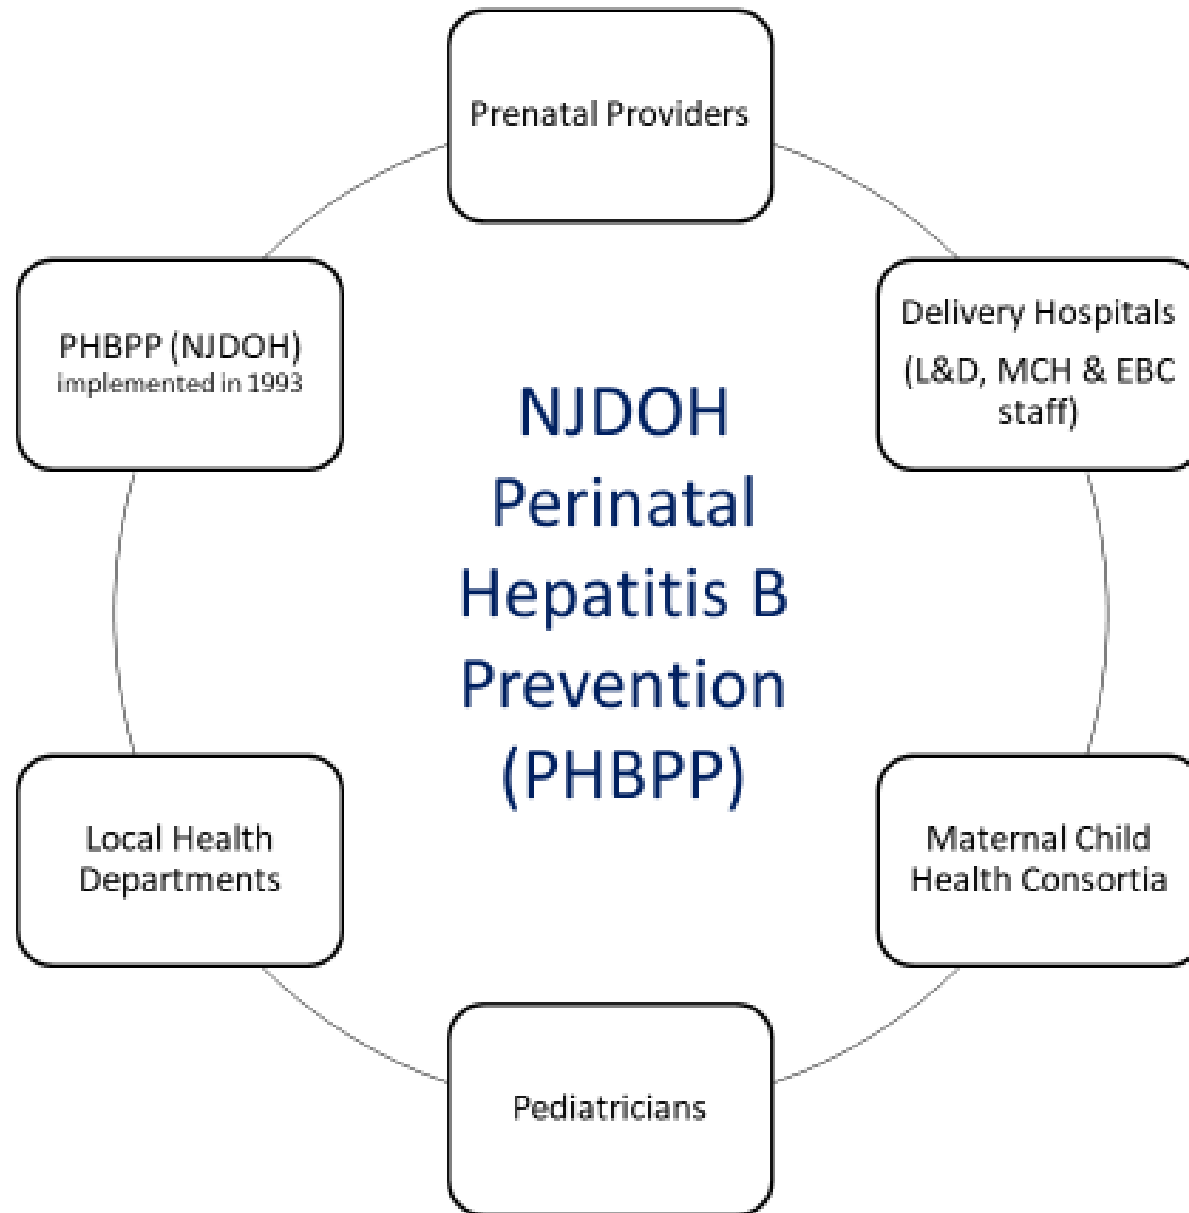 Prenatal Providers
Delivery Hospitals
(L&D, MCH & EBC
staff)
Maternal Child
Health Consortia
Pediatricians
Local Health
Departments
PHBPP (NJDOH)
implemented in 1993
NJDOH
Perinatal
Hepatitis B
Prevention
(PHBPP)